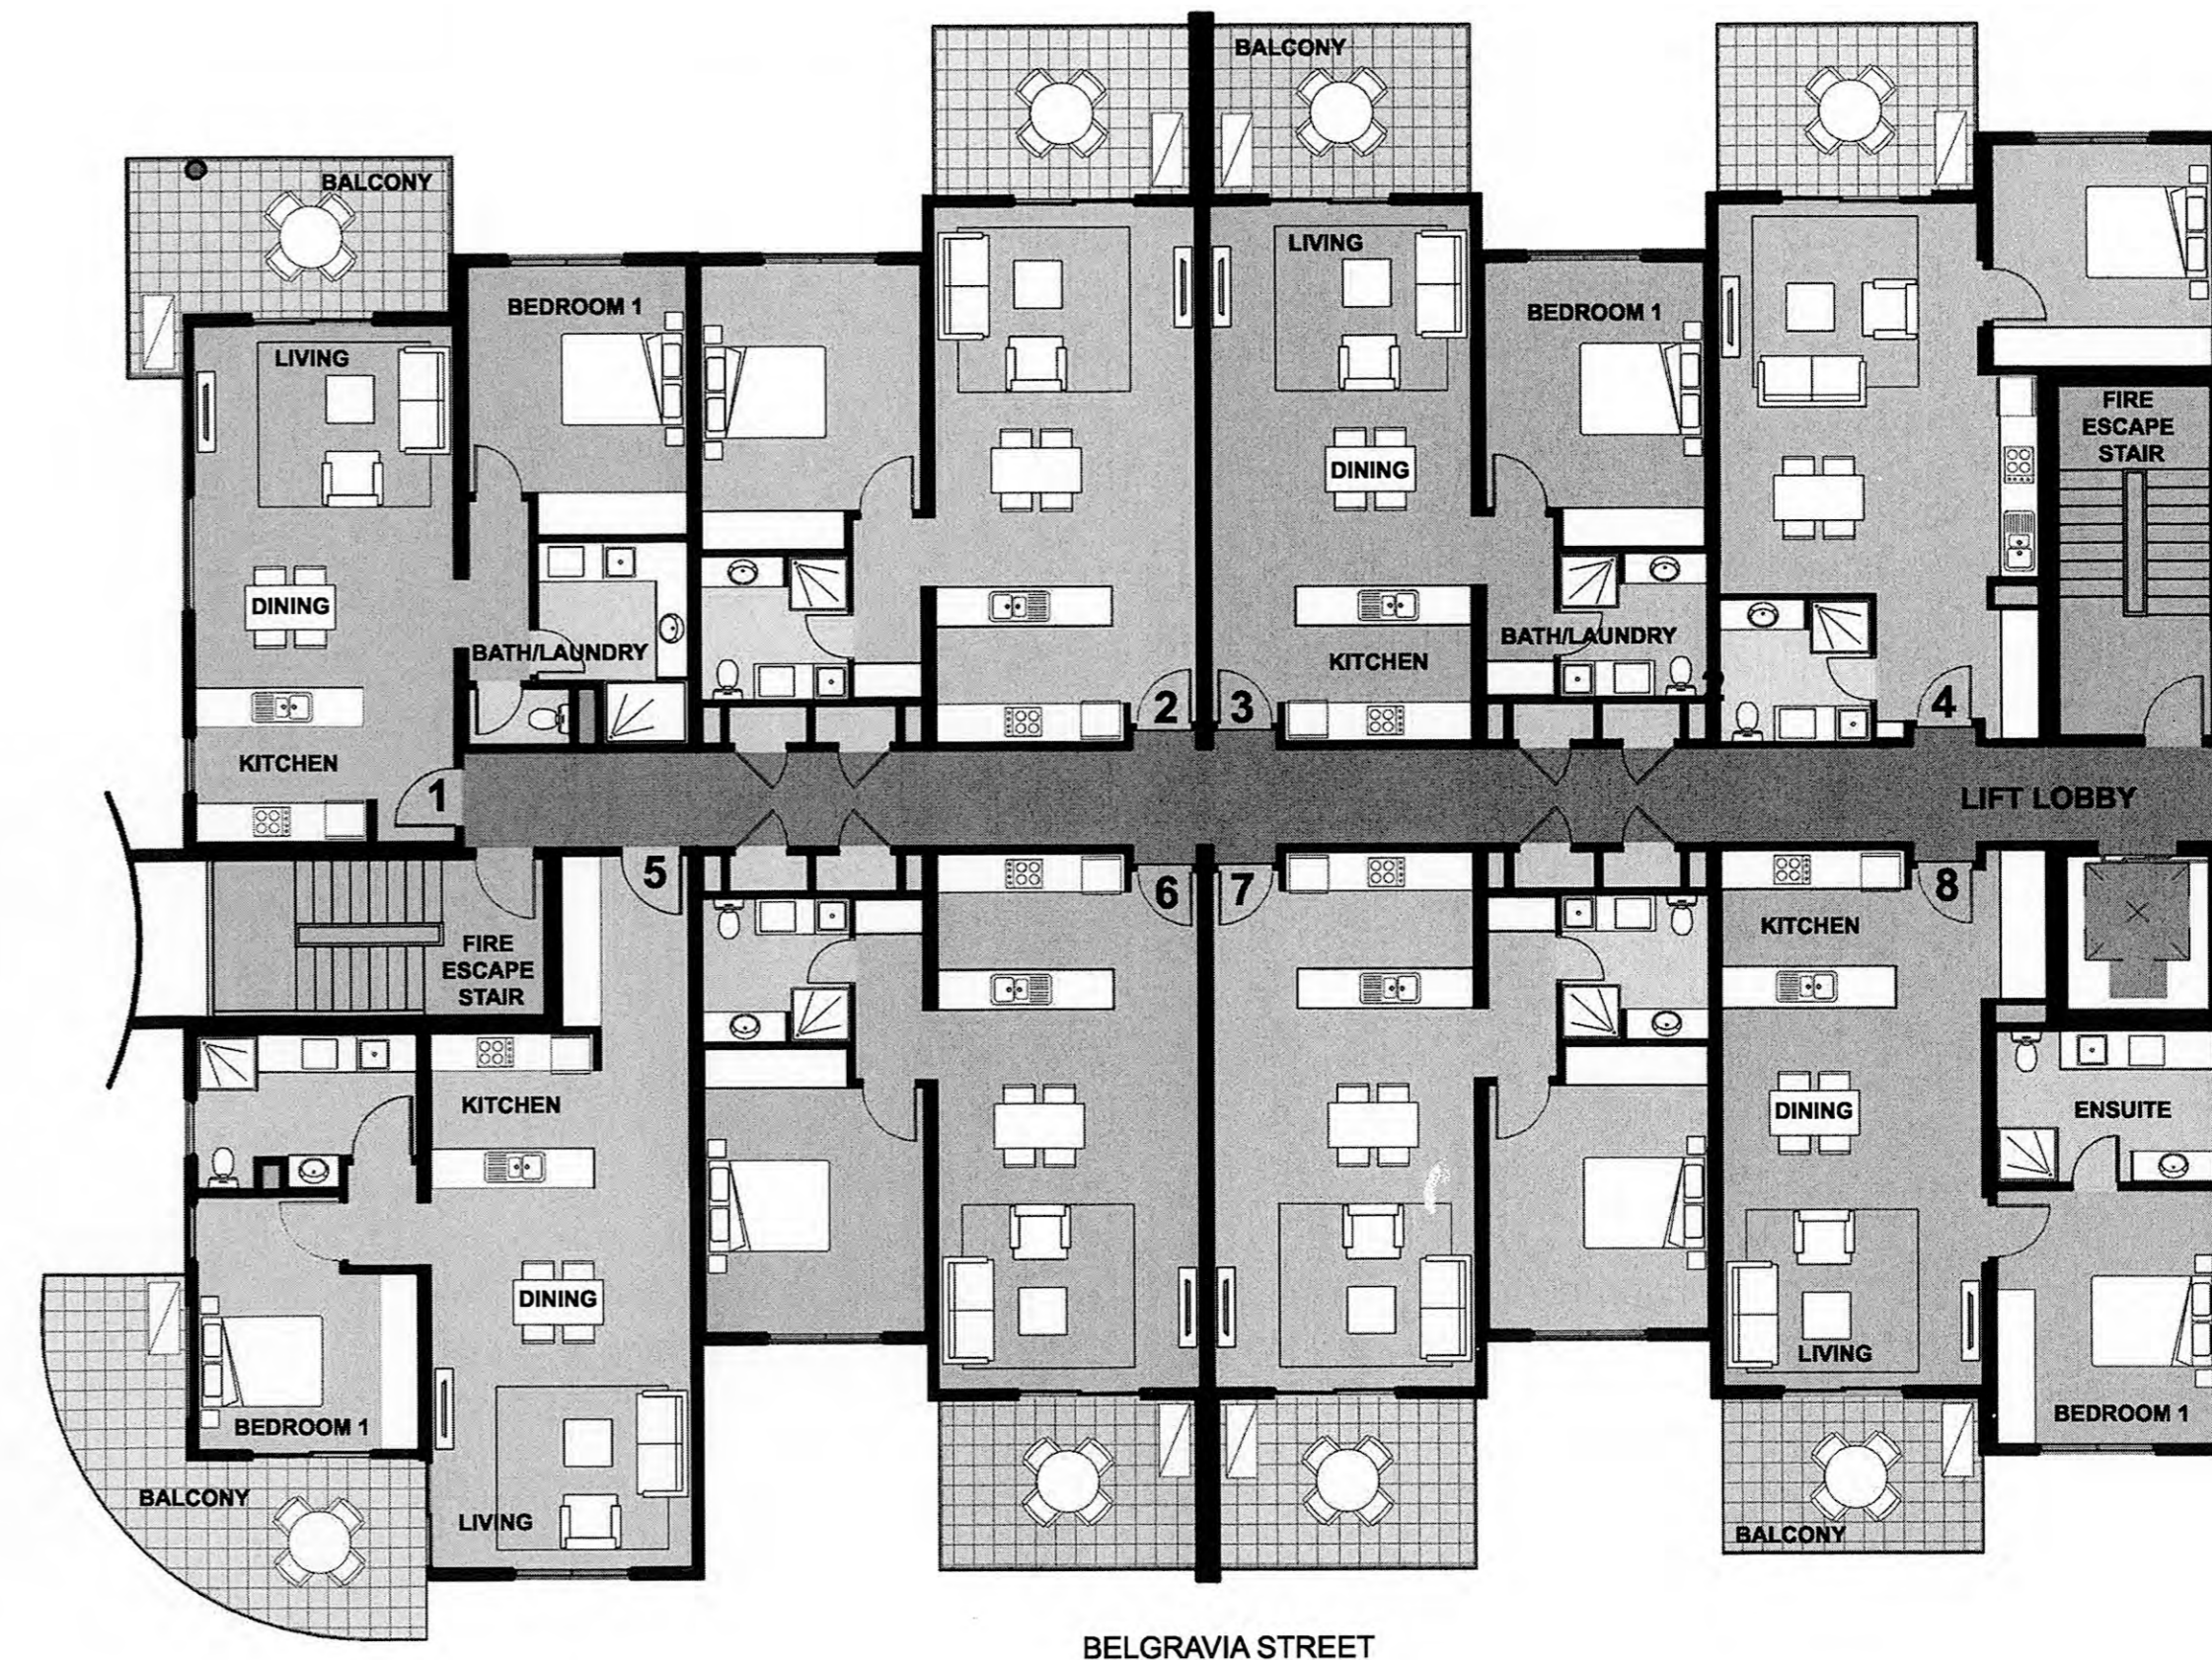 BALCONY
BALCONY
LIVING
BEDROOM 1
BEDROOM 1
LIVING
FIRE
ESCAPE
STAIR
DINING
DINING
BATH/LAUNDRY
BATH/LAUNDRY
KITCHEN
2
3
4
KITCHEN
1
LIFT LOBBY
5
6
7
8
FIRE
ESCAPE
STAIR
KITCHEN
KITCHEN
DINING
ENSUITE
DINING
LIVING
BEDROOM 1
BEDROOM 1
BALCONY
LIVING
BALCONY
BELGRAVIA STREET